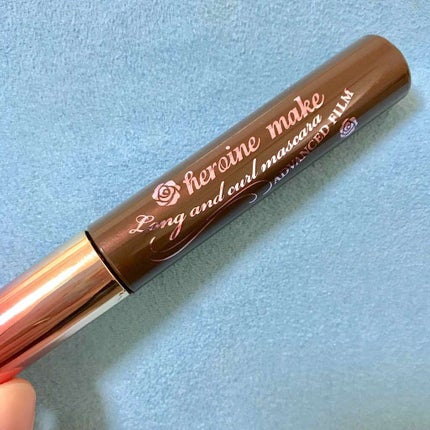 heroine make
Long and curl mascara
ADVANCED FILM